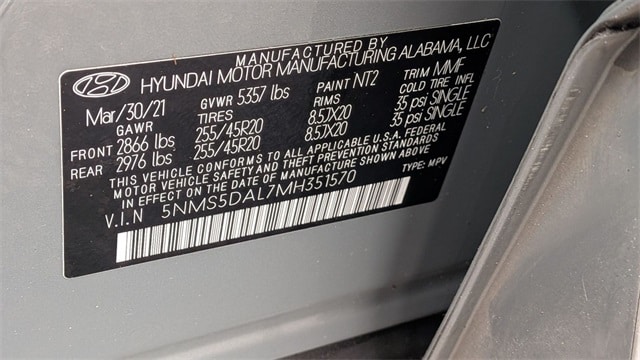 MANUFACTURED BY
HYUNDAI MOTOR MANUFACTURING ALABAMA, LLC
Mar/30/21 GVWR 5357 lbs PAINT NT2 TRIM MMF
GAWR TIRES RIMS COLD TIRE INFL
FRONT 2866 lbs 255/45R20 8.5JX20 35 psi SINGLE
REAR 2976 lbs 255/45R20 8.5JX20 35 psi SINGLE
THIS VEHICLE CONFORMS TO ALL APPLICABLE U.S.A. FEDERAL
MOTOR VEHICLE SAFETY AND THEFT PREVENTION STANDARDS
IN EFFECT ON THE DATE OF MANUFACTURE SHOWN ABOVE.
V.I.N 5NMS5DAL7MH351570 TYPE: MPV